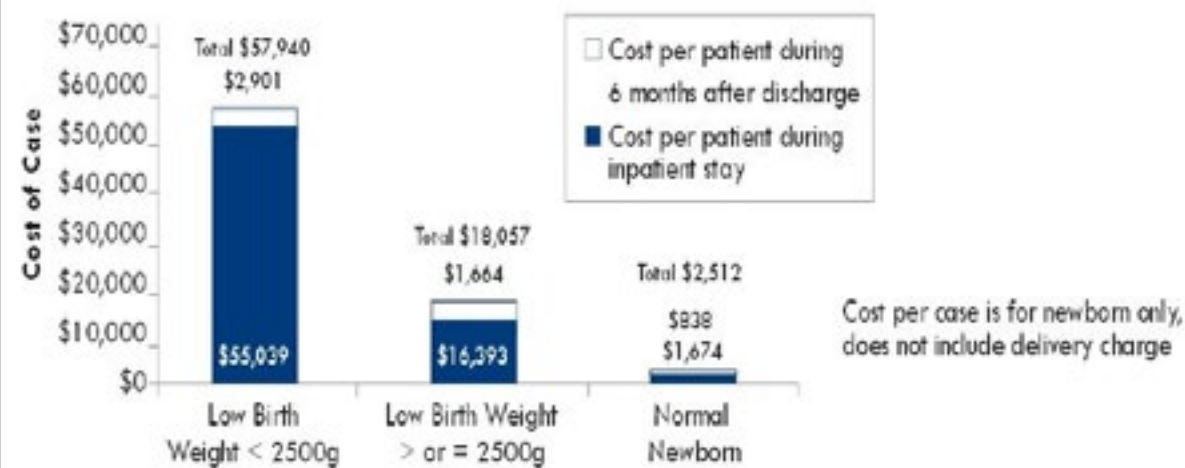 $70,000
$60,000
$50,000
$40,000
$30,000
$20,000
$10,000
$0
Cost of Case
Total $57,940
$2,901
$55,039
Total $18,057
$1,664
$16,393
Total $2,512
$838
$1,674
Low Birth
Weight < 2500g
Low Birth Weight
> or = 2500g
Normal
Newborn
Cost per patient during
6 months after discharge
Cost per patient during
inpatient stay
Cost per case is for newborn only,
does not include delivery charge